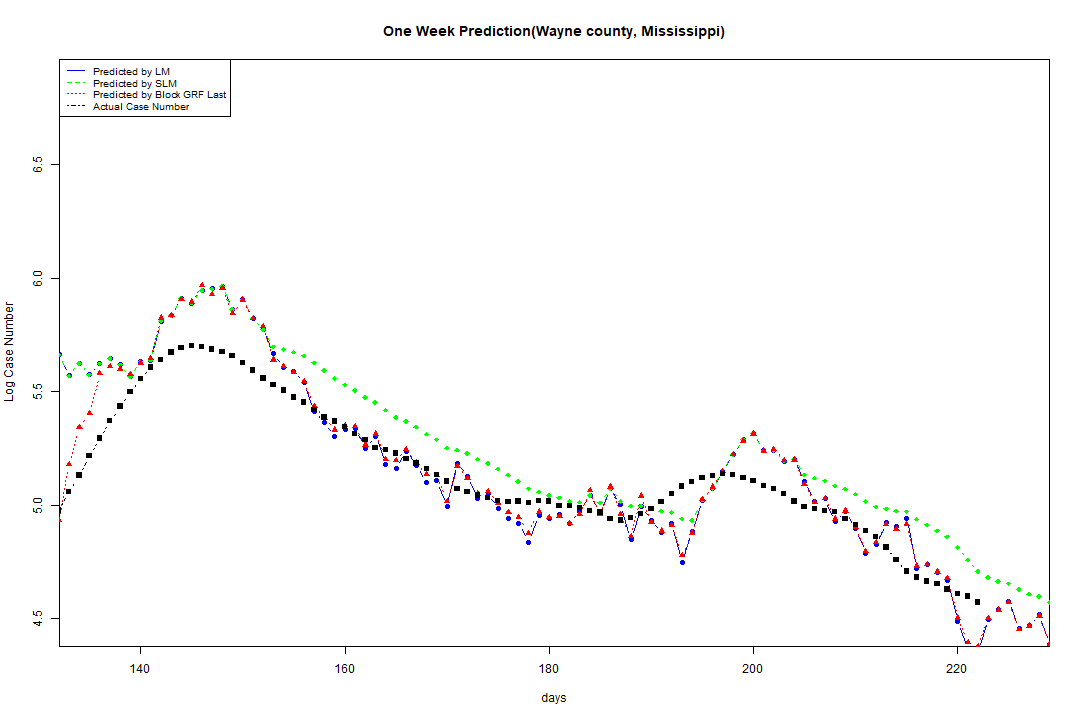 One Week Prediction(Wayne county, Mississippi)
Predicted by LM
Predicted by SLM
Predicted by Block GRF Last
Actual Case Number
Log Case Number
6.5
6.0
5.5
5.0
4.5
140 160 180 200 220
days